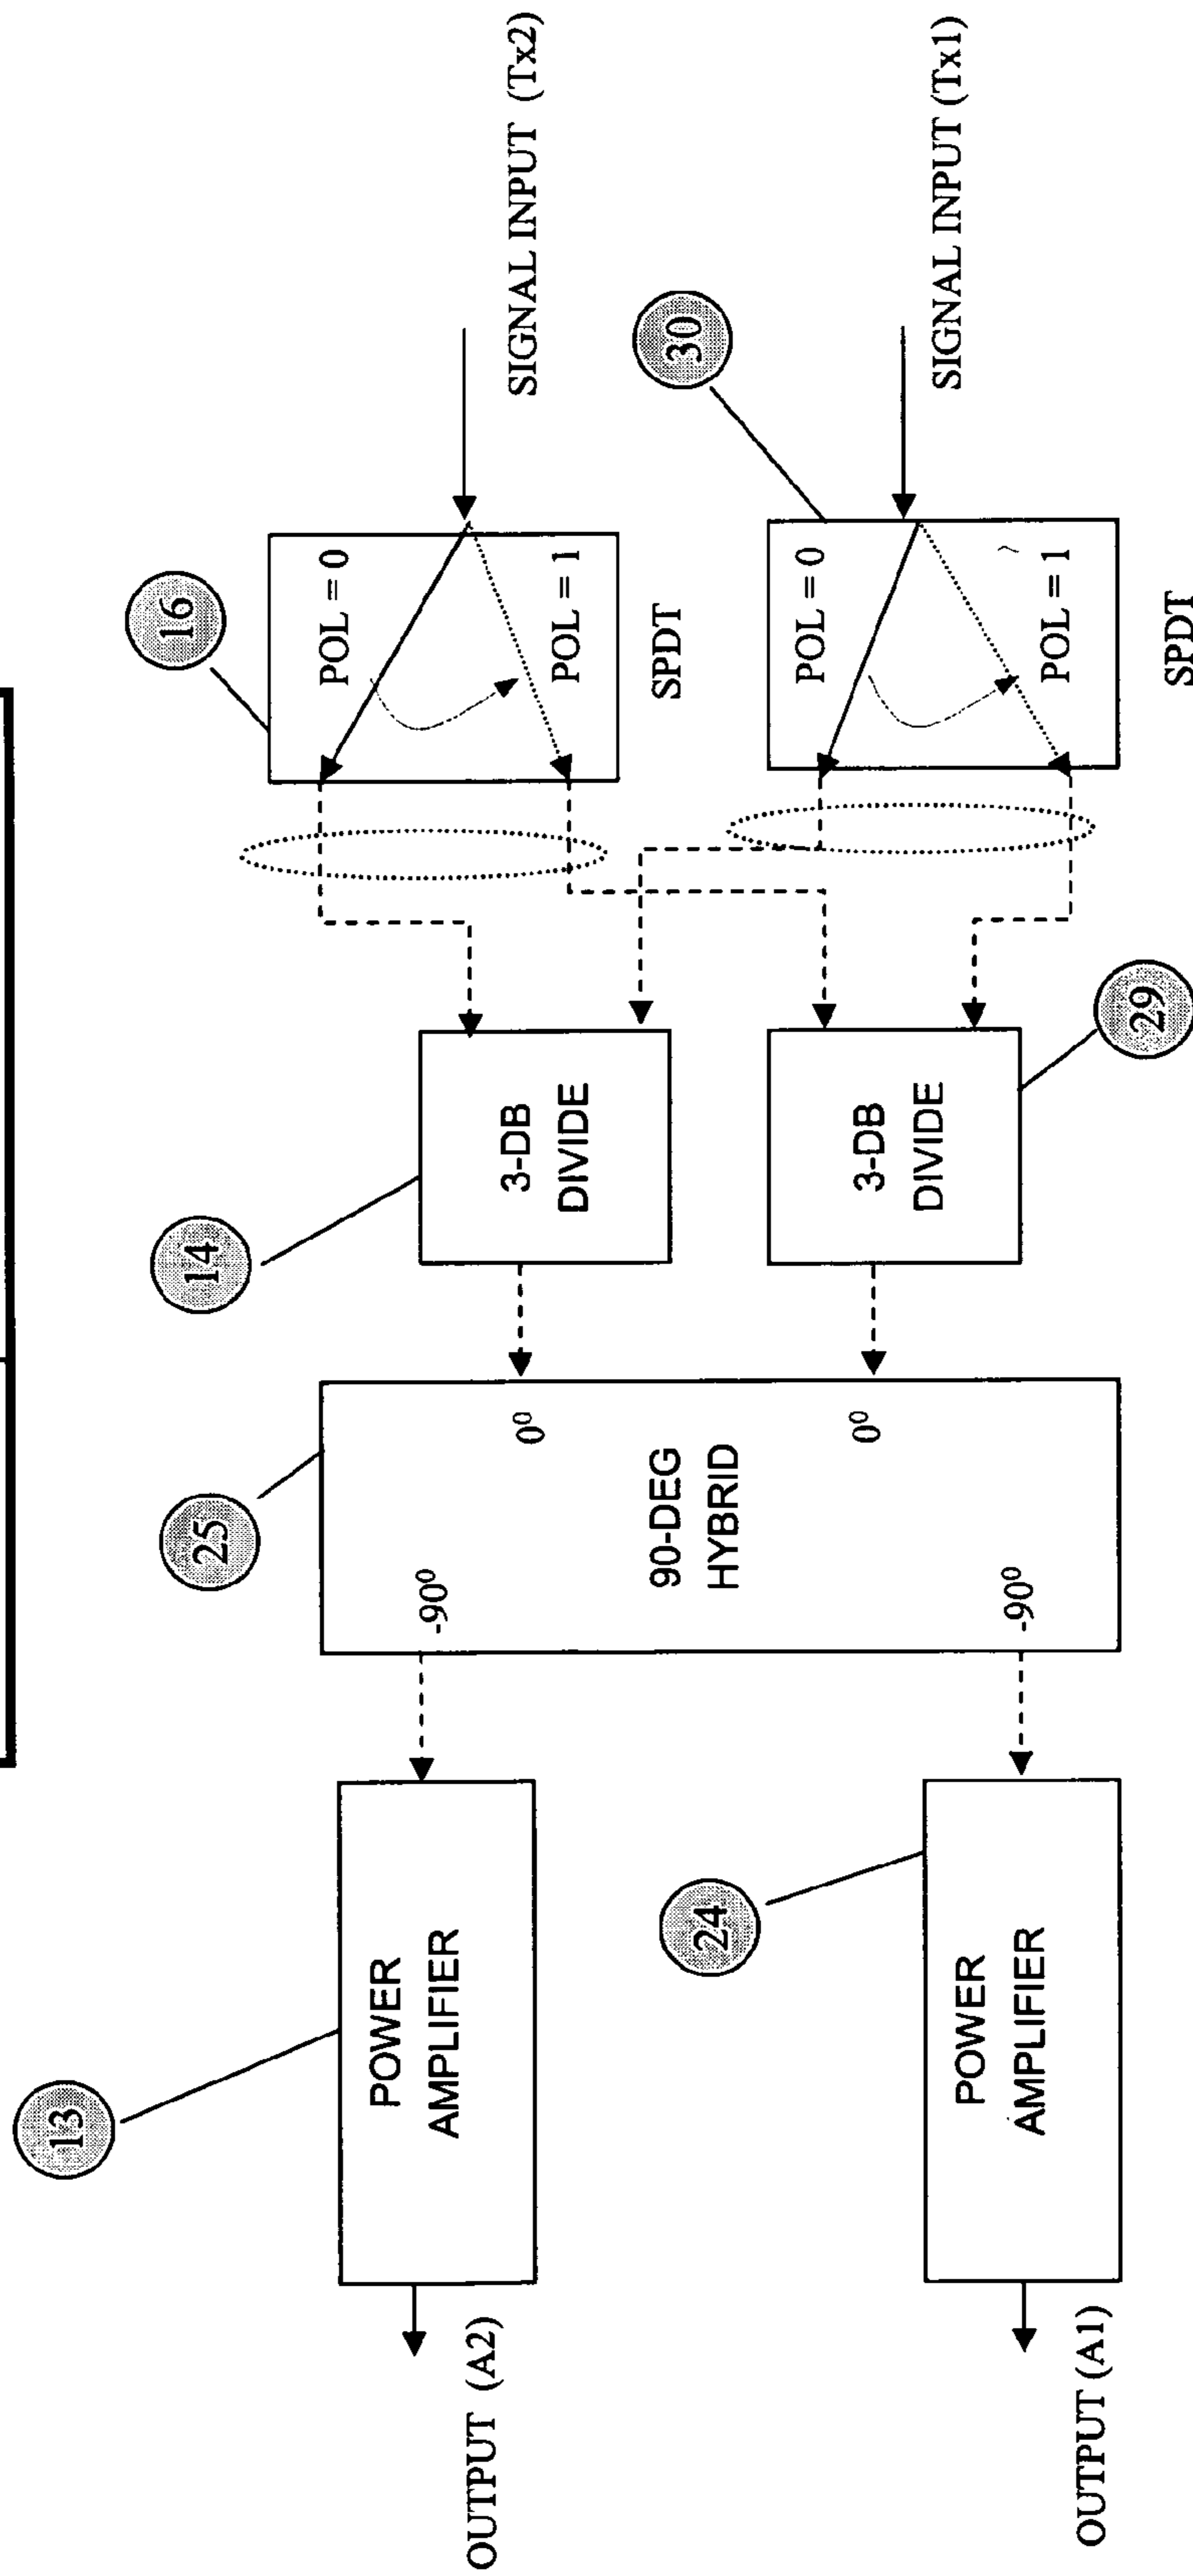 13
25
14
16
OUTPUT (A2)
POWER
AMPLIFIER
-90⁰
0⁰
3-DB
DIVIDE
POL = 0
POL = 1
SPDT
SIGNAL INPUT (Tx2)
90-DEG
HYBRID
24
30
OUTPUT (A1)
POWER
AMPLIFIER
-90⁰
0⁰
3-DB
DIVIDE
29
POL = 0
POL = 1
SPDT
SIGNAL INPUT (Tx1)